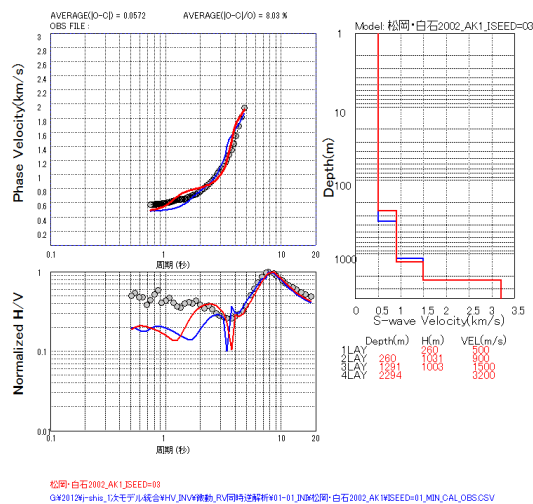 AVERAGE(|O-C|) = 0.0572 AVERAGE(|O-C|/O) = 8.03 %
OBS FILE :
Model: 松岡・白石2002_AK1_ISEED=03
Phase Velocity(km/s)
3
2.8
2.6
2.4
2.2
2
1.8
1.6
1.4
1.2
1
0.8
0.6
0.4
0.2
0.1 1 10 20
周期 (秒)
Normalized H/V
1
0.1
0.01
0.1 1 10 20
周期 (秒)
Depth(m)
1
10
100
1000
0 0.5 1 1.5 2 2.5 3 3.5
S-wave Velocity(km/s)
Depth(m) H(m) VEL(m/s)
1LAY 260 500
2LAY 260 1031 900
3LAY 1291 1003 1500
4LAY 2294 3200
松岡・白石2002_AK1_ISEED=03
G:¥2012¥j-shis_1次モデル統合¥HV_INV¥微動_RV同時逆解析¥01-01_INI¥松岡・白石2002_AK1¥ISEED=01_MIN_CAL_OBS.CSV